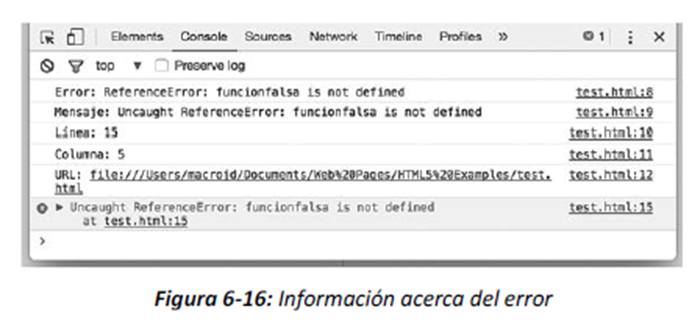 Elements Console Sources Network Timeline Profiles » 1
top ▼ Preserve log
Error: ReferenceError: funcionfalsa is not defined test.html:8
Mensaje: Uncaught ReferenceError: funcionfalsa is not defined test.html:9
Línea: 15 test.html:10
Columna: 5 test.html:11
URL: file:///Users/macroid/Documents/Web%20Pages/HTML5%20Examples/test. test.html:12
html
▶ Uncaught ReferenceError: funcionfalsa is not defined test.html:15
at test.html:15
>
Figura 6-16: Información acerca del error